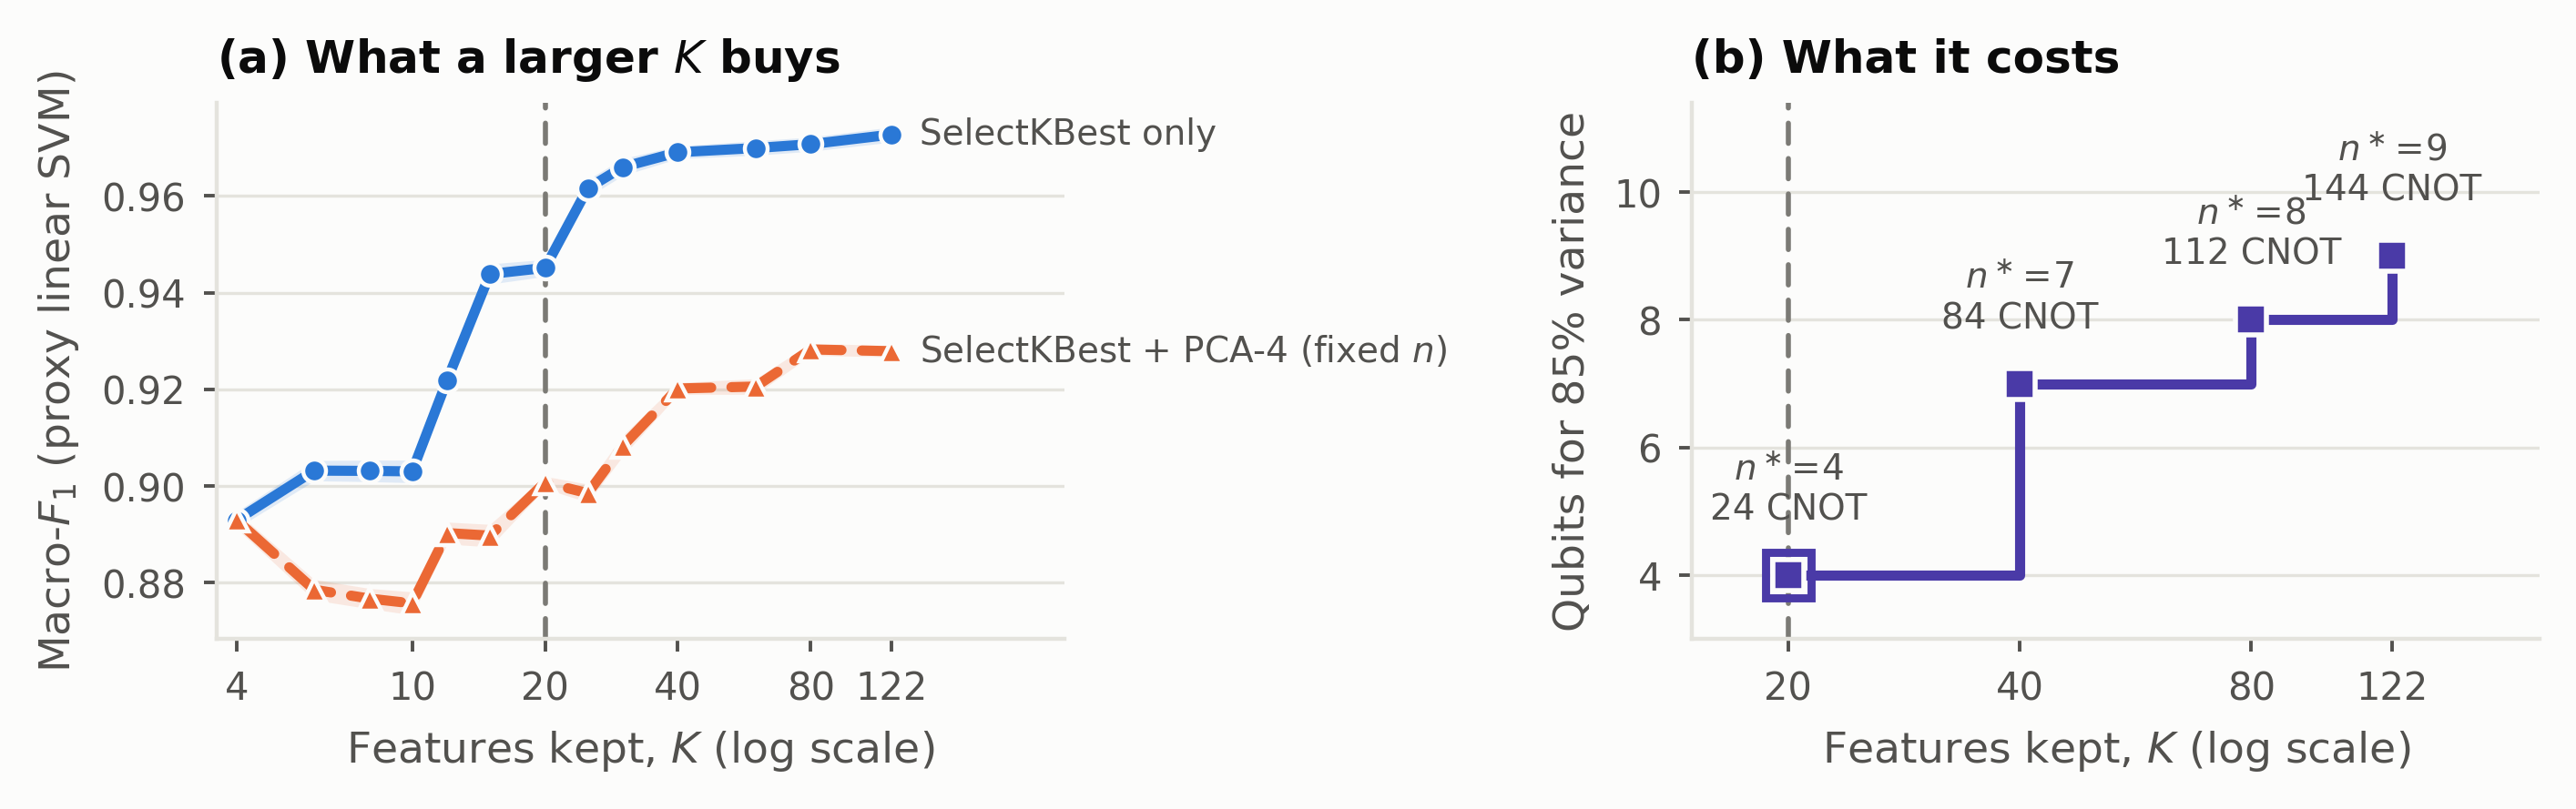 (a) What a larger K buys
Macro-F₁ (proxy linear SVM)
0.96
0.94
0.92
0.90
0.88
SelectKBest only
SelectKBest + PCA-4 (fixed n)
4 10 20 40 80 122
Features kept, K (log scale)
(b) What it costs
Qubits for 85% variance
10
8
6
4
n*=4
24 CNOT
n*=7
84 CNOT
n*=8
112 CNOT
n*=9
144 CNOT
20 40 80 122
Features kept, K (log scale)